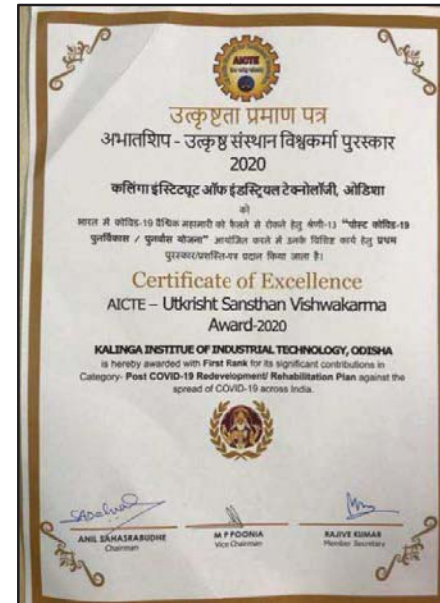 AICTE
उत्कृष्टता प्रमाण पत्र
अभातशिप - उत्कृष्ठ संस्थान विश्वकर्मा पुरस्कार
2020
कलिंगा इंस्टिट्यूट ऑफ इंडस्ट्रियल टेक्नोलॉजी, ओडिशा
को
भारत में कोविड-19 वैश्विक महामारी को फैलने से रोकने हेतु श्रेणी-13 "पोस्ट कोविड-19
पुनर्विकास / पुनर्वास योजना" आयोजित करने में उनके विशिष्ट कार्य हेतु प्रथम
पुरस्कार/प्रशस्ति-पत्र प्रदान किया जाता है।
Certificate of Excellence
AICTE – Utkrisht Sansthan Vishwakarma
Award-2020
KALINGA INSTITUE OF INDUSTRIAL TECHNOLOGY, ODISHA
is hereby awarded with First Rank for its significant contributions in
Category- Post COVID-19 Redevelopment/ Rehabilitation Plan against the
spread of COVID-19 across India.
ANIL SAHASRABUDHE
Chairman
M P POONIA
Vice Chairman
RAJIVE KUMAR
Member Secretary